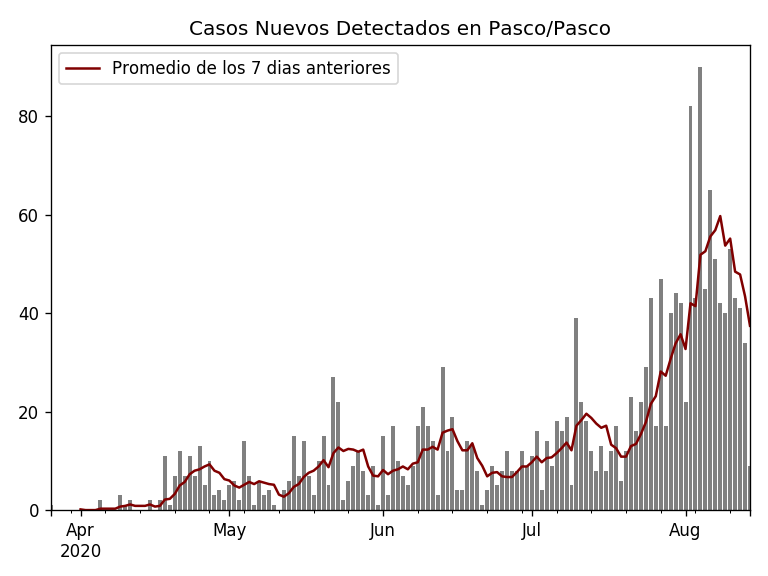 Casos Nuevos Detectados en Pasco/Pasco
Promedio de los 7 dias anteriores
80
60
40
20
0
Apr May Jun Jul Aug
2020